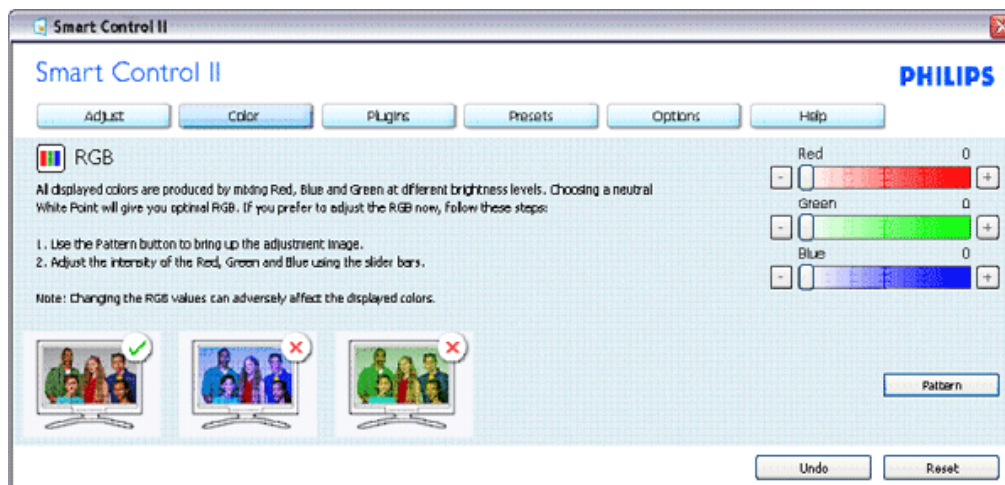 Smart Control II
Smart Control II
PHILIPS
Adjust
Color
Plugins
Presets
Options
Help
RGB
All displayed colors are produced by mixing Red, Blue and Green at different brightness levels. Choosing a neutral
White Point will give you optimal RGB. If you prefer to adjust the RGB now, follow these steps:
1. Use the Pattern button to bring up the adjustment image.
2. Adjust the intensity of the Red, Green and Blue using the slider bars.
Note: Changing the RGB values can adversely affect the displayed colors.
Red 0
- +
Green 0
- +
Blue 0
- +
Pattern
Undo
Reset